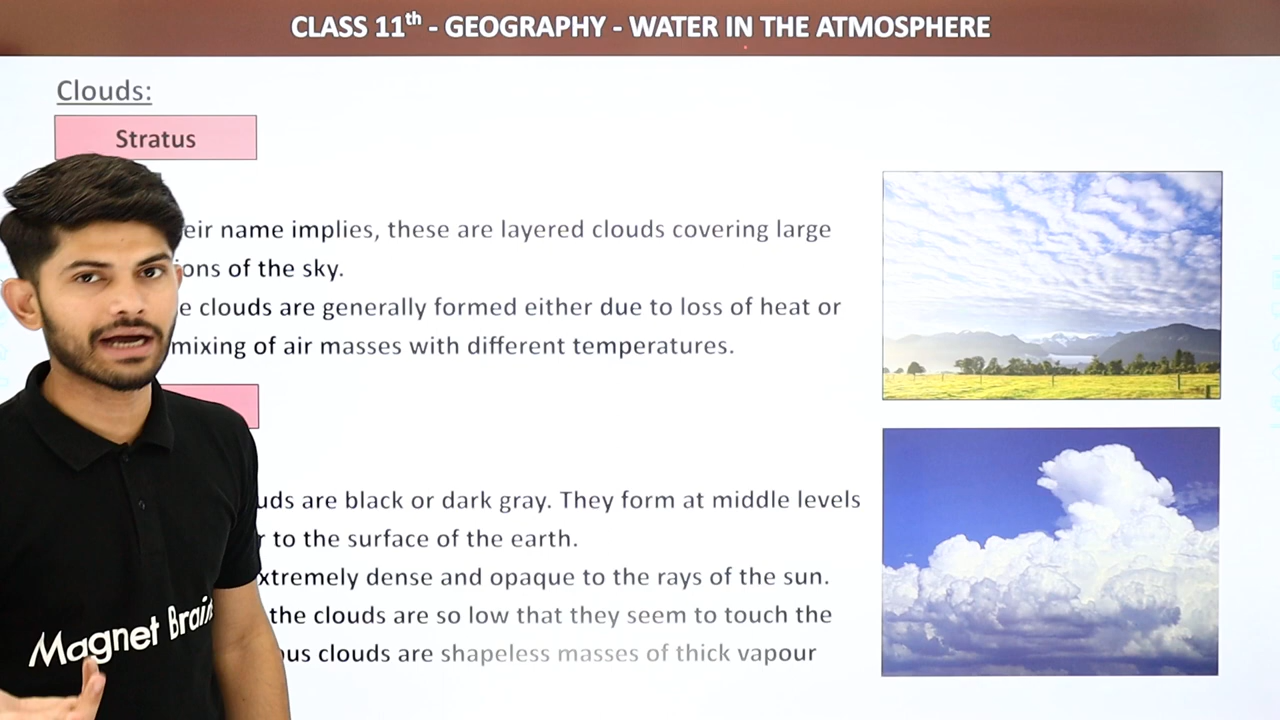 CLASS 11th - GEOGRAPHY - WATER IN THE ATMOSPHERE
Clouds:
Stratus
eir name implies, these are layered clouds covering large
ions of the sky.
e clouds are generally formed either due to loss of heat or
mixing of air masses with different temperatures.
uds are black or dark gray. They form at middle levels
r to the surface of the earth.
xtremely dense and opaque to the rays of the sun.
the clouds are so low that they seem to touch the
ous clouds are shapeless masses of thick vapour
Magnet Brain